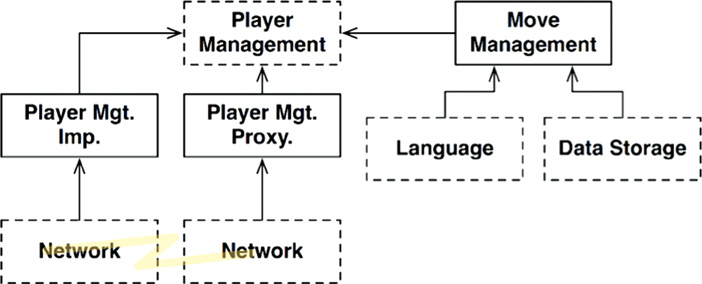 Player
Management
Move
Management
Player Mgt.
Imp.
Player Mgt.
Proxy.
Language
Data Storage
Network
Network